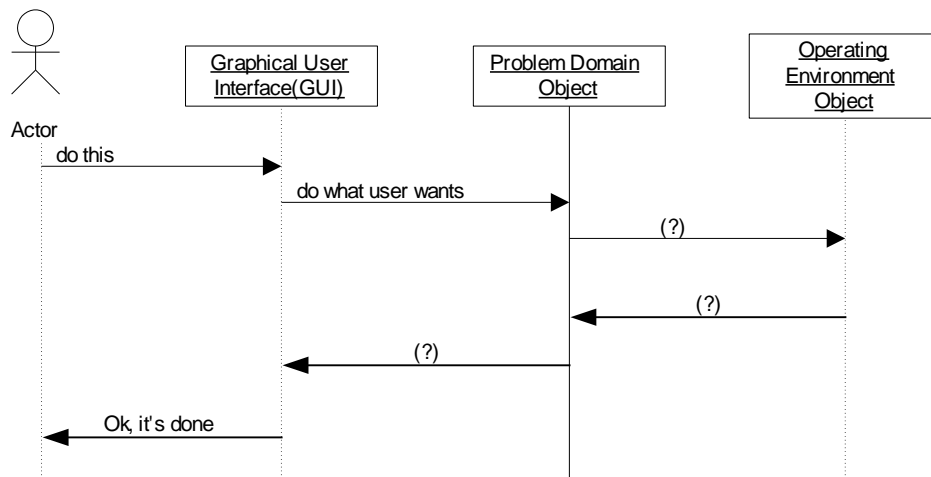 Graphical User
Interface(GUI)
Problem Domain
Object
Operating
Environment
Object
Actor
do this
do what user wants
(?)
(?)
(?)
Ok, it's done